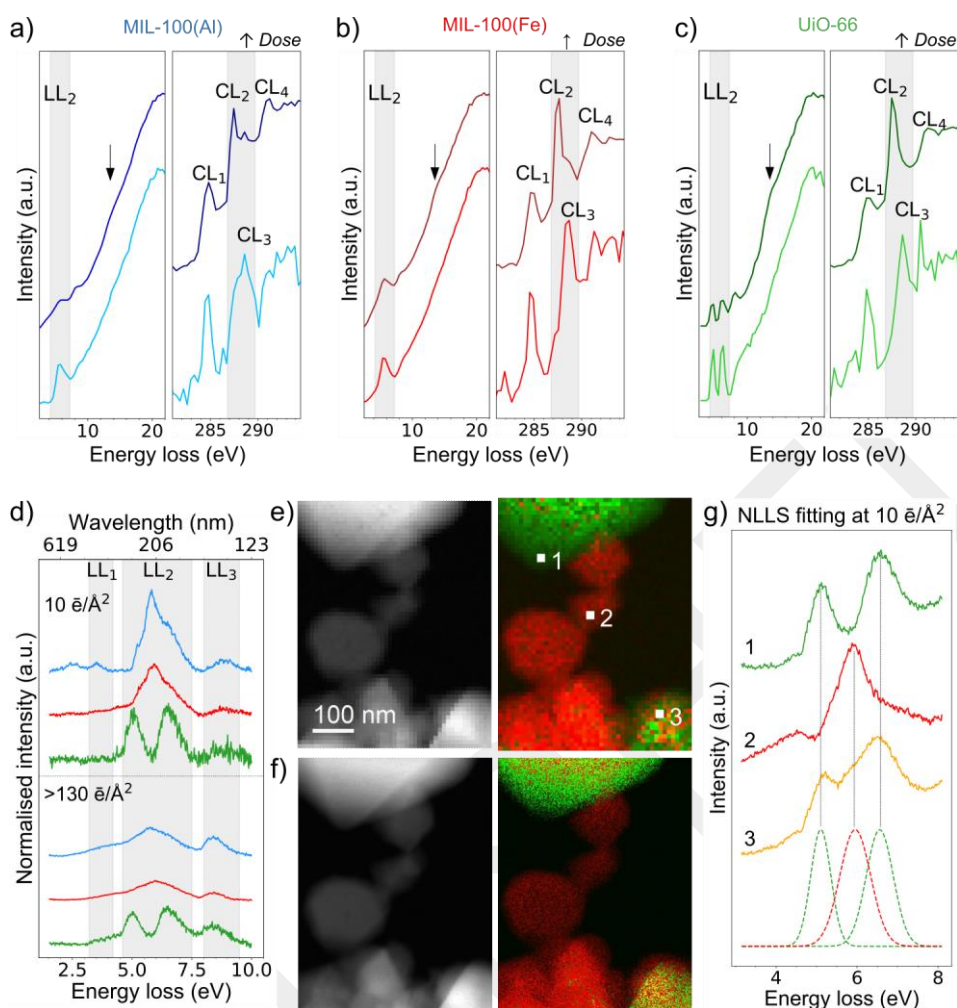 a) MIL-100(Al)
↑ Dose
LL₂
CL₁
CL₂
CL₄
CL₃
Intensity (a.u.)
10 20 285 290
Energy loss (eV)
b) MIL-100(Fe)
↑ Dose
LL₂
CL₁
CL₂
CL₄
CL₃
Intensity (a.u.)
10 20 285 290
Energy loss (eV)
c) UiO-66
↑ Dose
LL₂
CL₁
CL₂
CL₄
CL₃
Intensity (a.u.)
10 20 285 290
Energy loss (eV)
d) Wavelength (nm)
619 206 123
LL₁ LL₂ LL₃
10 ē/Å²
>130 ē/Å²
Normalised intensity (a.u.)
2.5 5.0 7.5 10.0
Energy loss (eV)
e)
1
2
3
100 nm
f)
g) NLLS fitting at 10 ē/Å²
1
2
3
Intensity (a.u.)
4 6 8
Energy loss (eV)